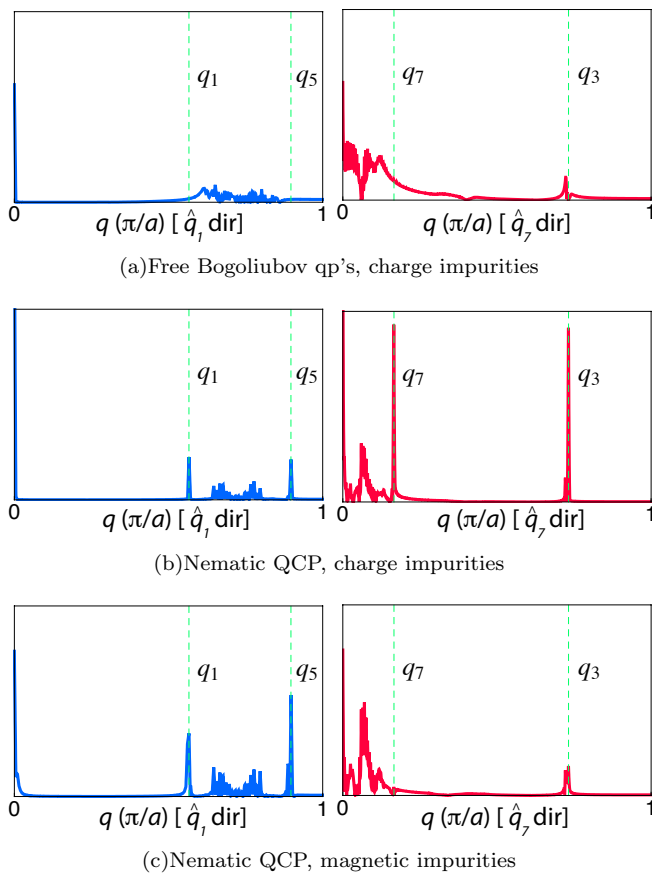 q₁ q₅ q₇ q₃
0 1 0 1
q (π/a) [ q̂₁ dir] q (π/a) [ q̂₇ dir]
(a)Free Bogoliubov qp's, charge impurities
q₁ q₅ q₇ q₃
0 1 0 1
q (π/a) [ q̂₁ dir] q (π/a) [ q̂₇ dir]
(b)Nematic QCP, charge impurities
q₁ q₅ q₇ q₃
0 1 0 1
q (π/a) [ q̂₁ dir] q (π/a) [ q̂₇ dir]
(c)Nematic QCP, magnetic impurities